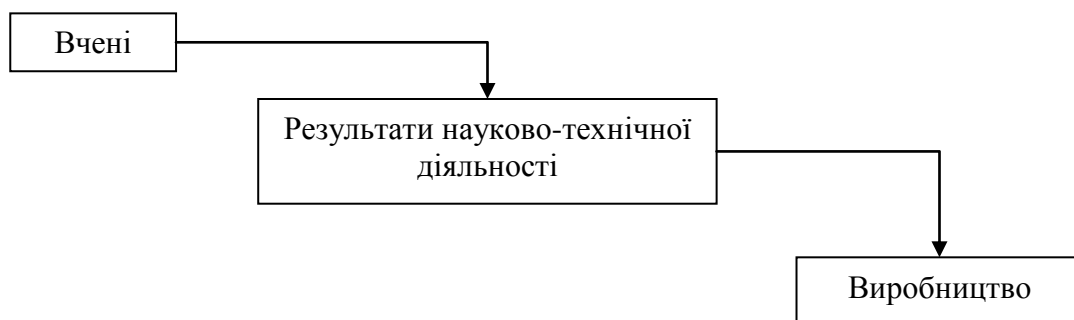 Вчені
Результати науково-технічної
діяльності
Виробництво